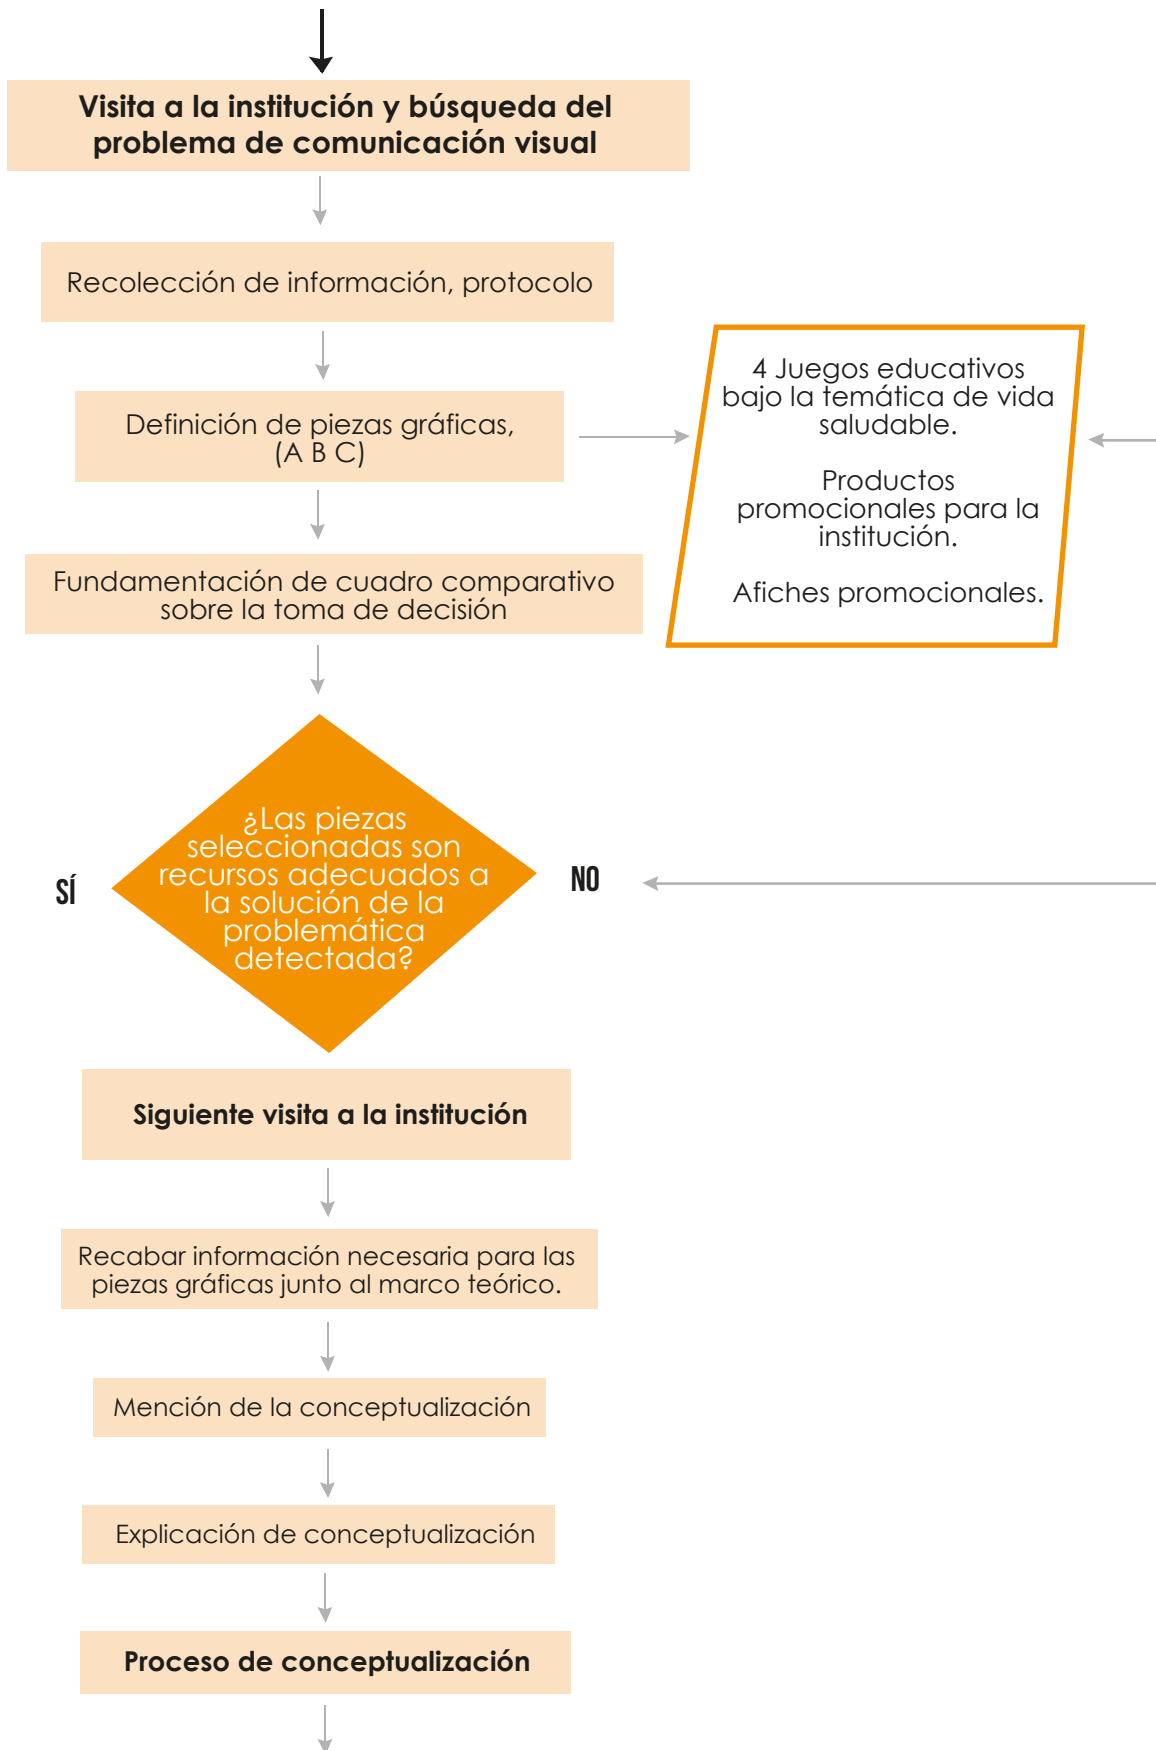 Visita a la institución y búsqueda del
problema de comunicación visual
Recolección de información, protocolo
Definición de piezas gráficas,
(A B C)
4 Juegos educativos
bajo la temática de vida
saludable.
Productos
promocionales para la
institución.
Afiches promocionales.
Fundamentación de cuadro comparativo
sobre la toma de decisión
¿Las piezas
seleccionadas son
recursos adecuados a
la solución de la
problemática
detectada?
SÍ
NO
Siguiente visita a la institución
Recabar información necesaria para las
piezas gráficas junto al marco teórico.
Mención de la conceptualización
Explicación de conceptualización
Proceso de conceptualización